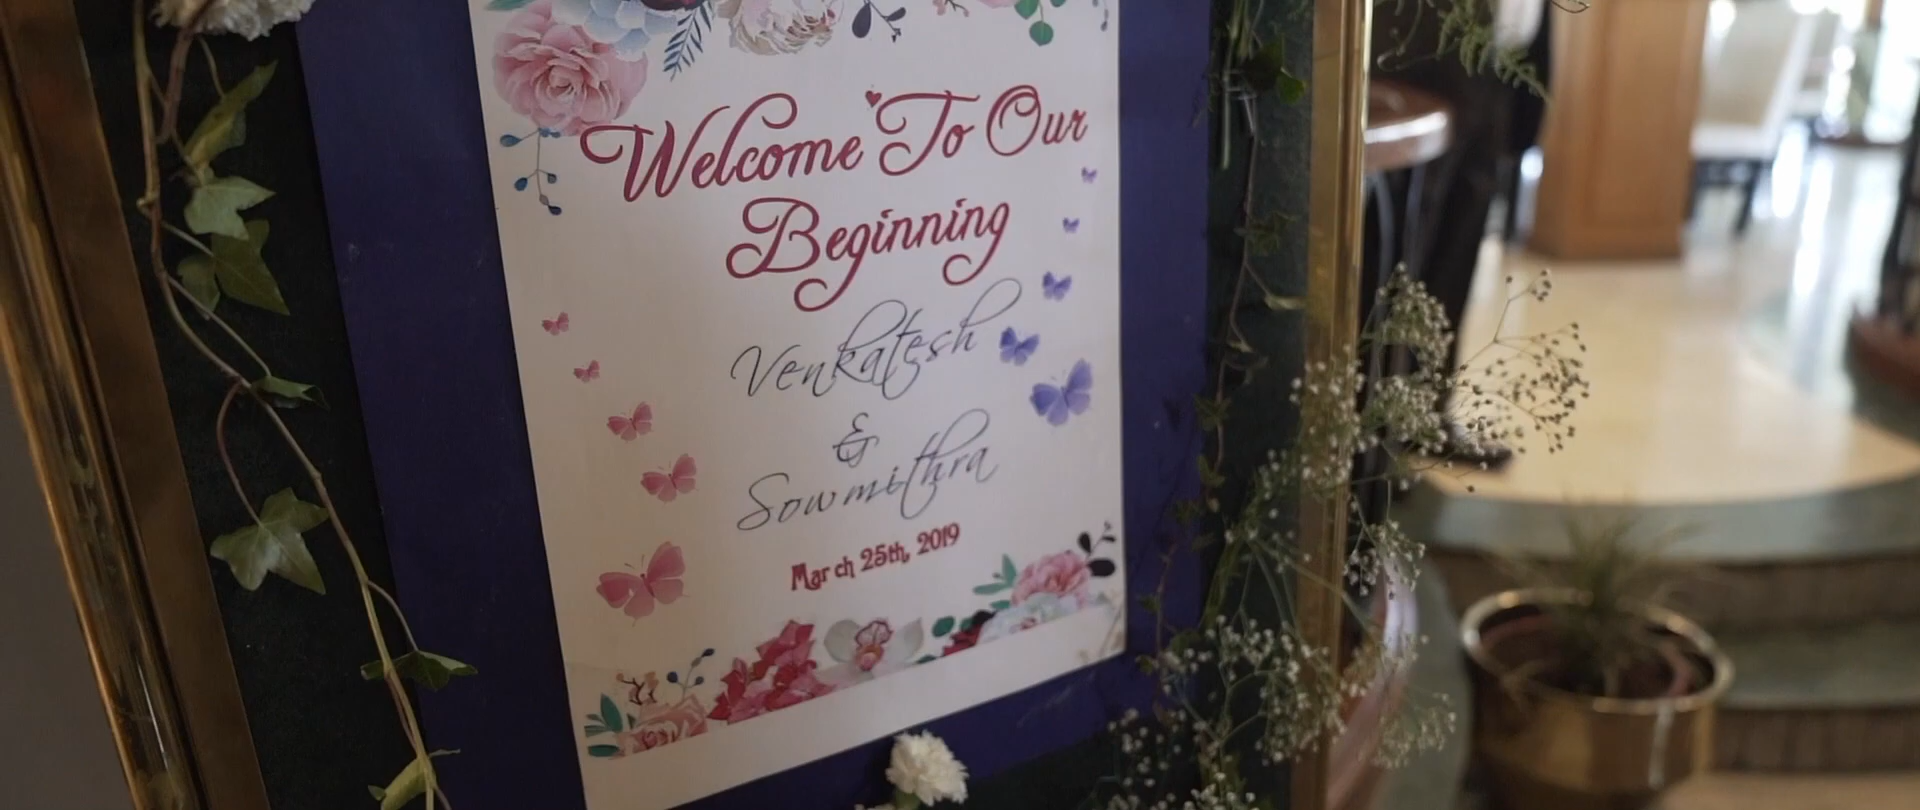 Welcome To Our
Beginning
Venkatesh
&
Sowmithra
March 25th, 2019